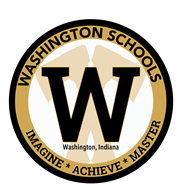 WASHINGTON SCHOOLS
W
Washington, Indiana
IMAGINE * ACHIEVE * MASTER